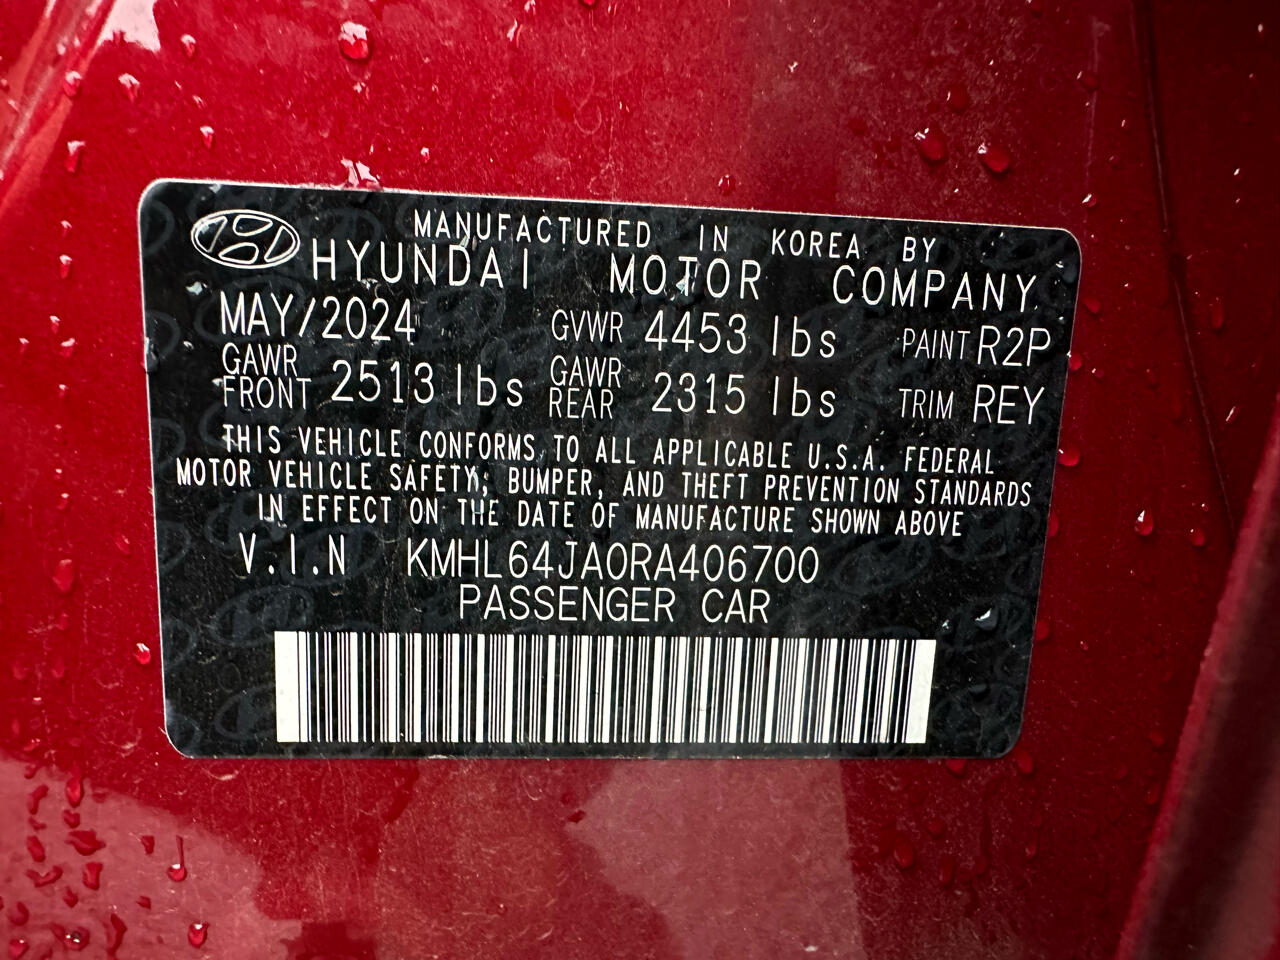 MANUFACTURED IN KOREA BY
HYUNDAI MOTOR COMPANY
MAY/2024 GVWR 4453 lbs PAINT R2P
GAWR FRONT 2513 lbs GAWR REAR 2315 lbs TRIM REY
THIS VEHICLE CONFORMS TO ALL APPLICABLE U.S.A. FEDERAL
MOTOR VEHICLE SAFETY, BUMPER, AND THEFT PREVENTION STANDARDS
IN EFFECT ON THE DATE OF MANUFACTURE SHOWN ABOVE
V.I.N KMHL64JA0RA406700
PASSENGER CAR